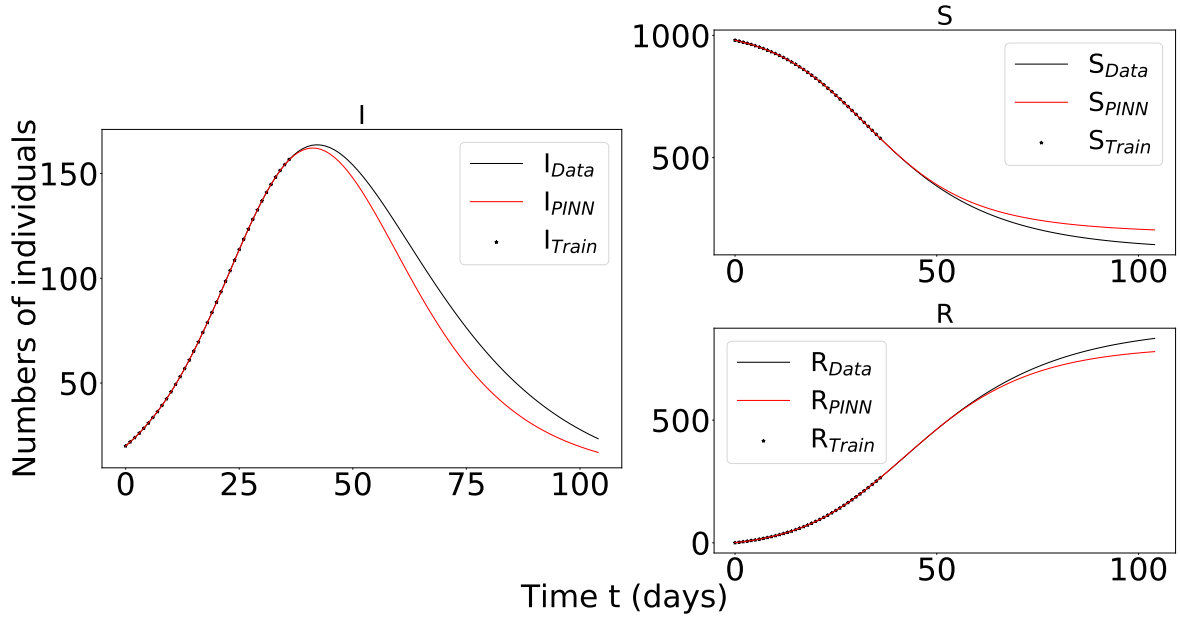 I
Numbers of individuals
150
100
50
0
25
50
75
100
I_Data
I_PINN
I_Train
S
1000
500
0
50
100
S_Data
S_PINN
S_Train
R
500
0
0
50
100
R_Data
R_PINN
R_Train
Time t (days)